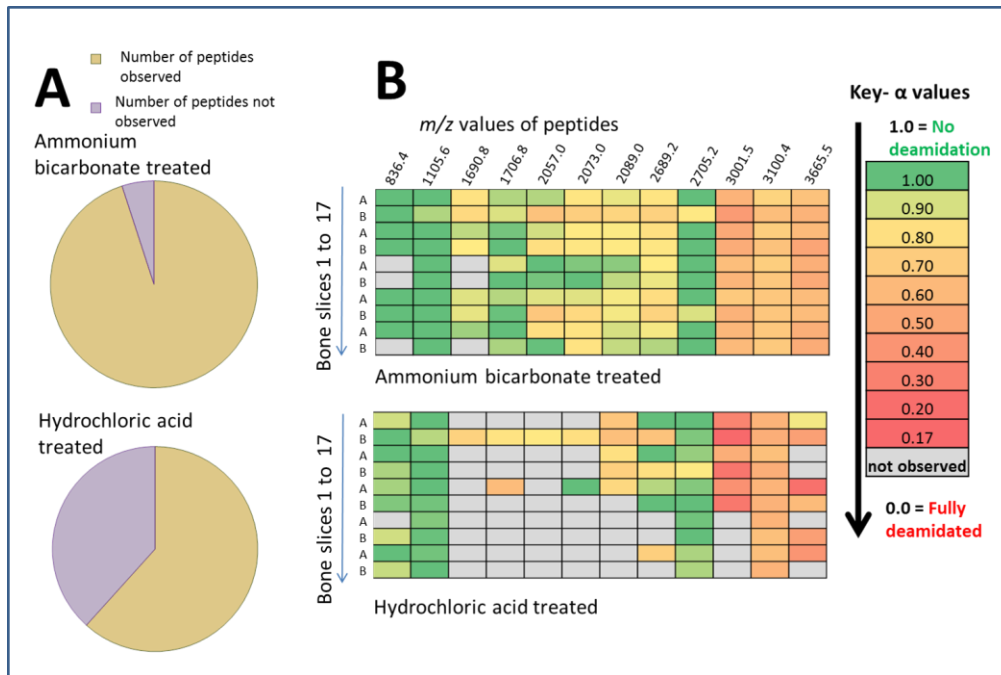 A
Number of peptides
observed
Number of peptides not
observed
Ammonium
bicarbonate treated
Hydrochloric acid
treated
B
m/z values of peptides
836.4
1105.6
1690.8
1706.8
2057.0
2073.0
2089.0
2689.2
2705.2
3001.5
3100.4
3665.5
Bone slices 1 to 17
A
B
A
B
A
B
A
B
A
B
Ammonium bicarbonate treated
Bone slices 1 to 17
A
B
A
B
A
B
A
B
A
B
Hydrochloric acid treated
Key- α values
1.0 = No
deamidation
1.00
0.90
0.80
0.70
0.60
0.50
0.40
0.30
0.20
0.17
not observed
0.0 = Fully
deamidated